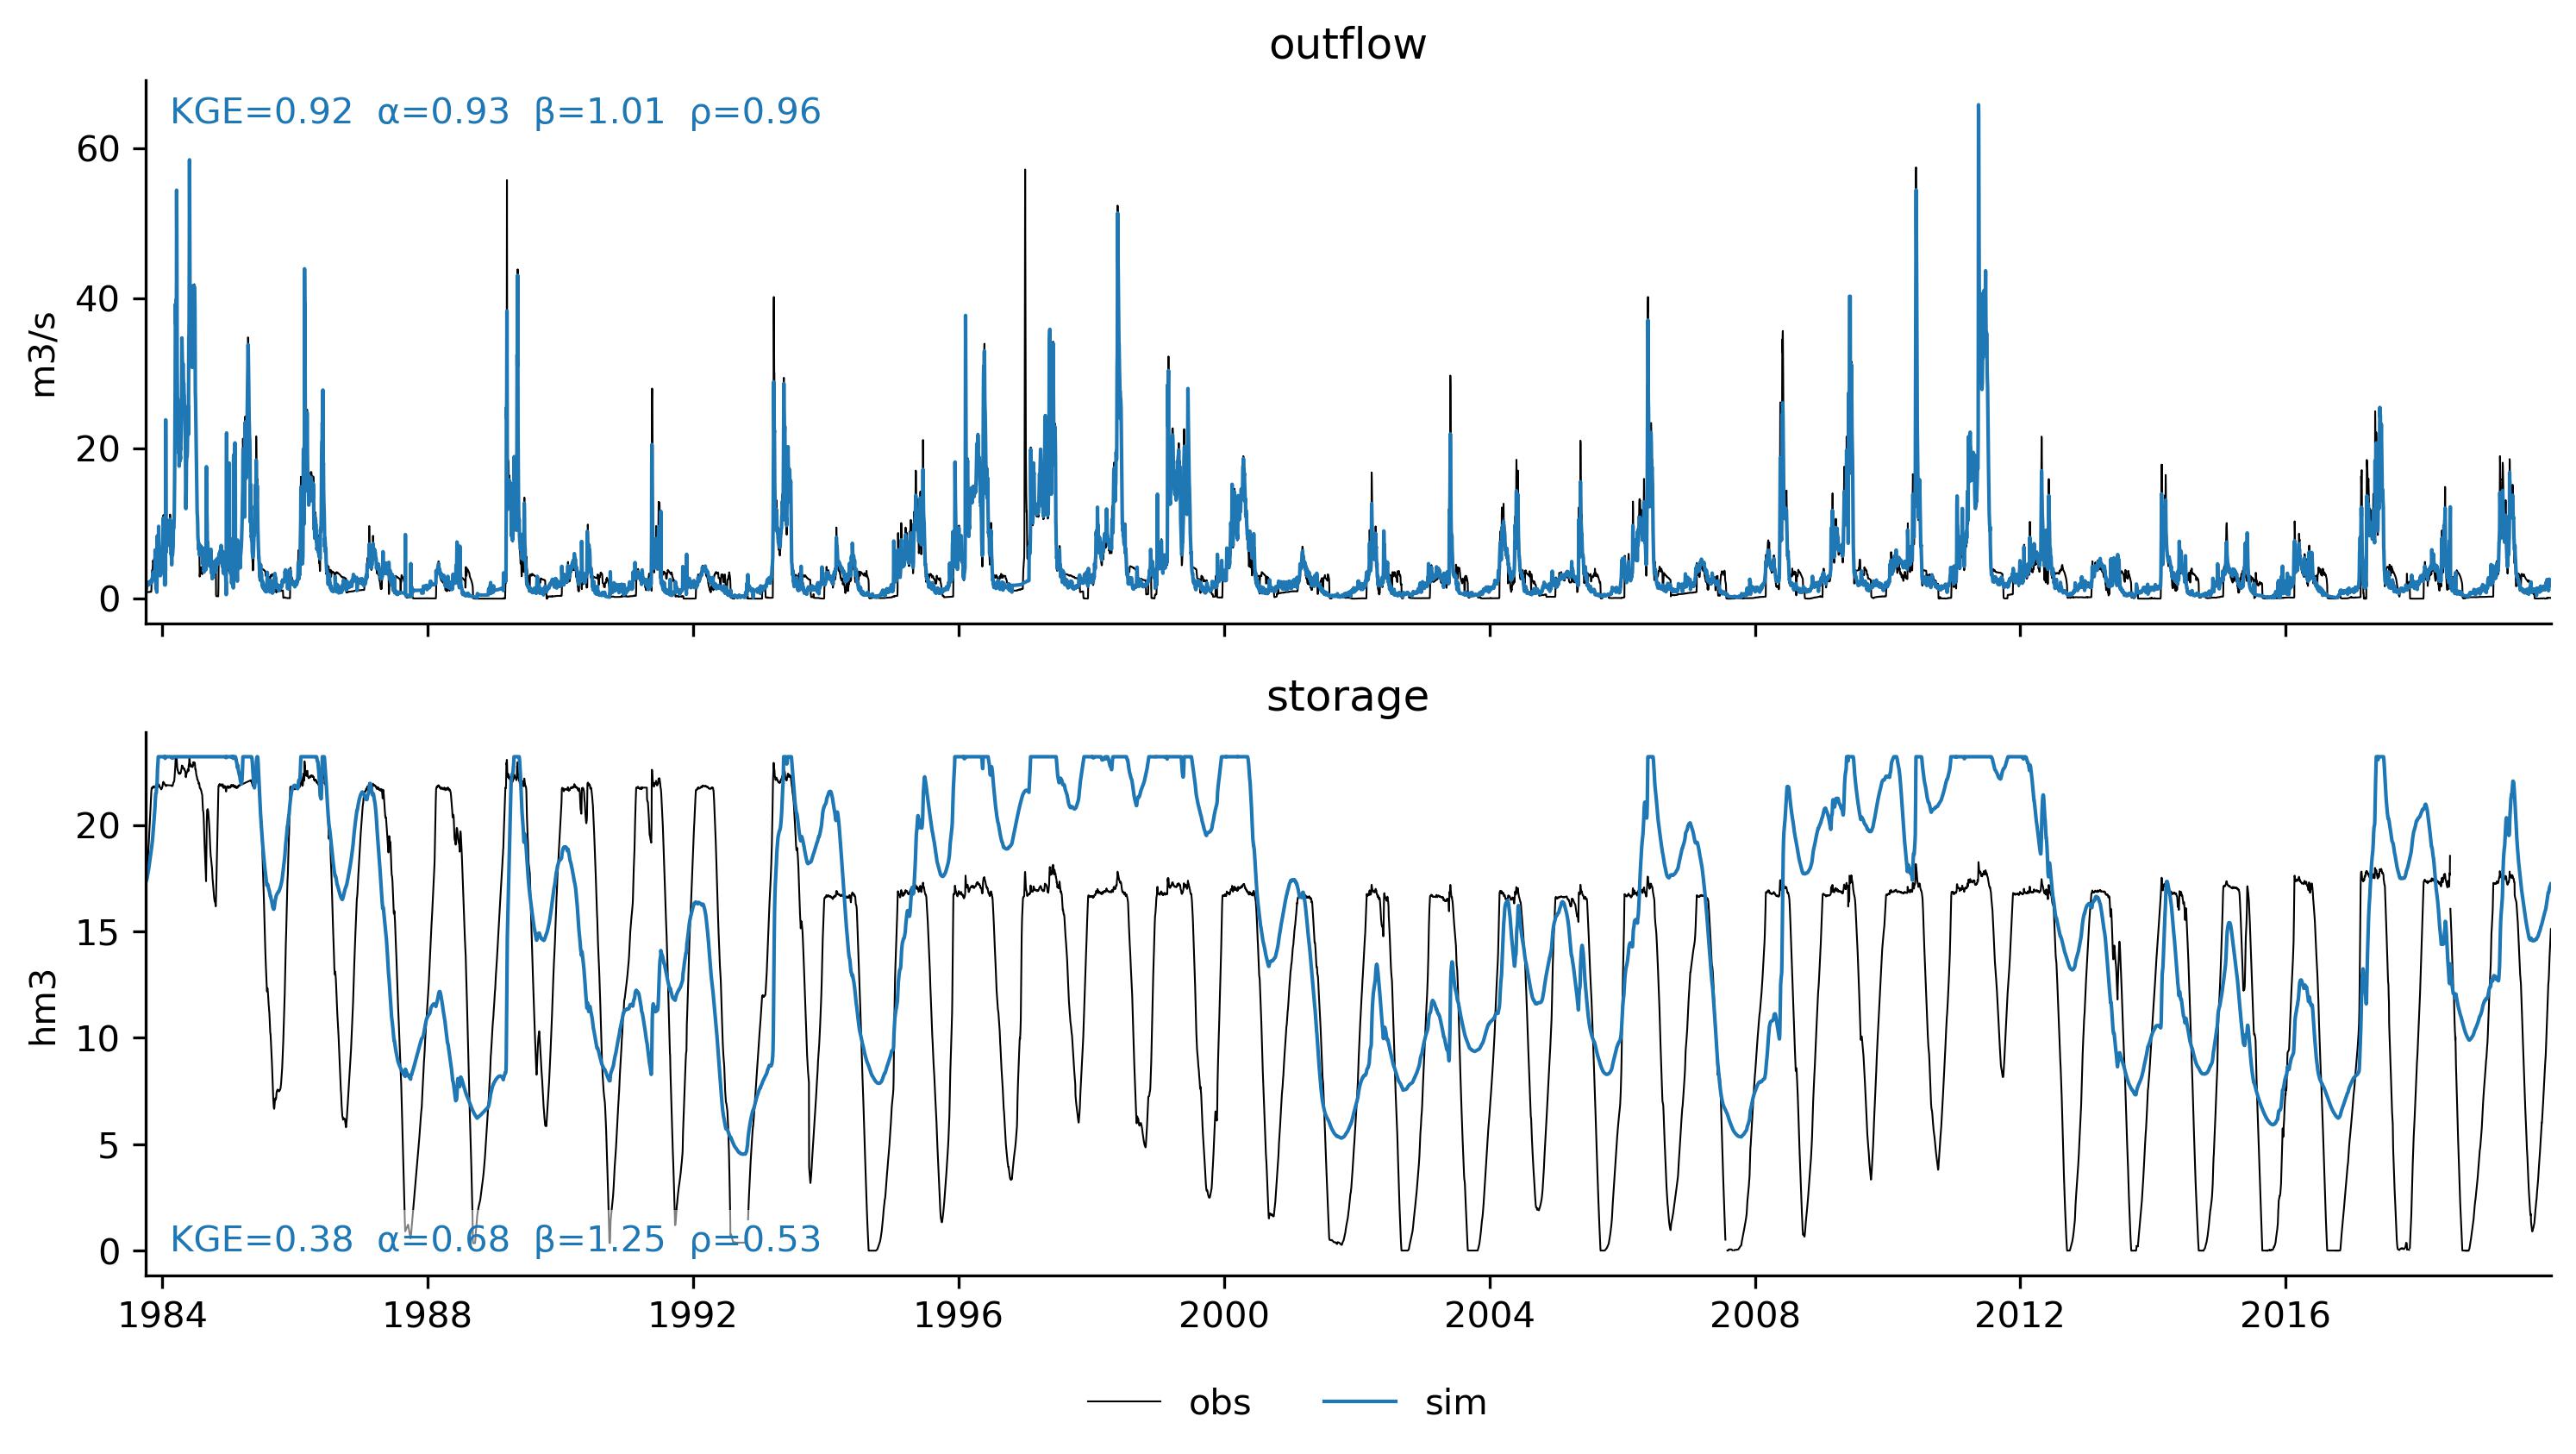 outflow
KGE=0.92 α=0.93 β=1.01 ρ=0.96
60
40
20
0
m3/s
storage
20
15
10
5
0
hm3
KGE=0.38 α=0.68 β=1.25 ρ=0.53
1984 1988 1992 1996 2000 2004 2008 2012 2016
obs sim